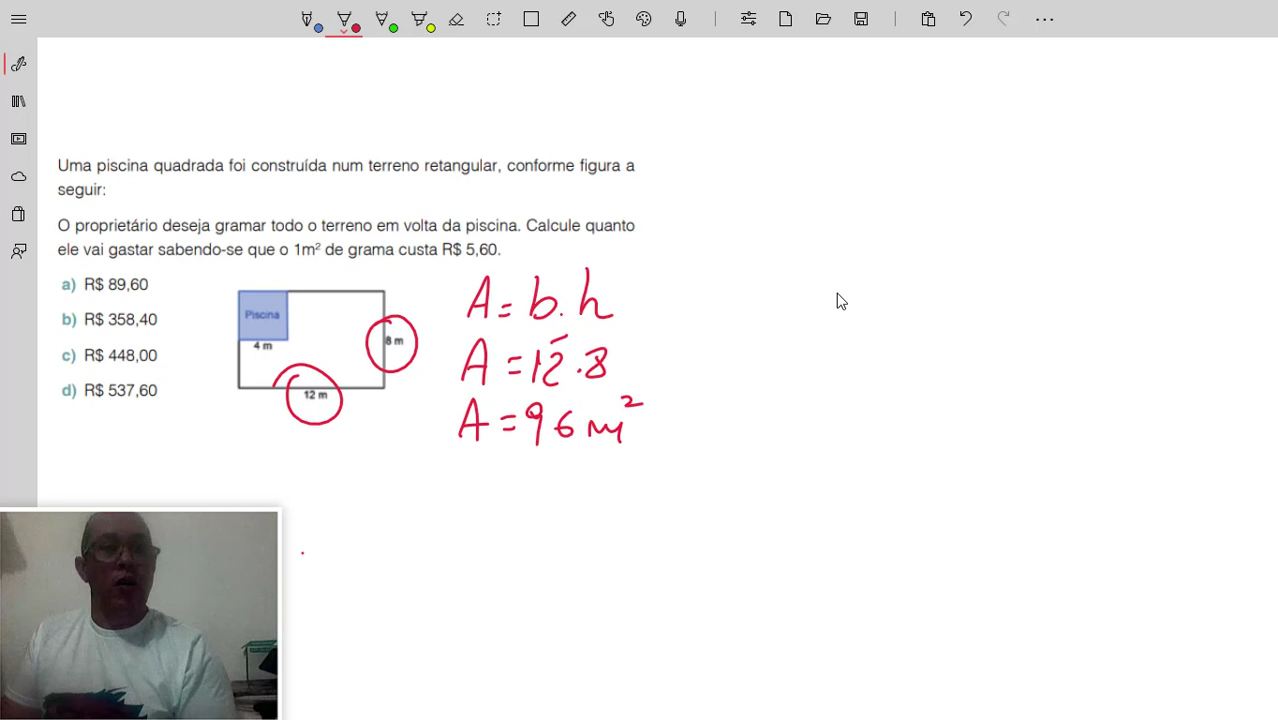 Uma piscina quadrada foi construída num terreno retangular, conforme figura a
seguir:
O proprietário deseja gramar todo o terreno em volta da piscina. Calcule quanto
ele vai gastar sabendo-se que o 1m² de grama custa R$ 5,60.
a) R$ 89,60
b) R$ 358,40
c) R$ 448,00
d) R$ 537,60
Piscina
4 m
8 m
12 m
A = b.h
A = 12.8
A = 96 m²